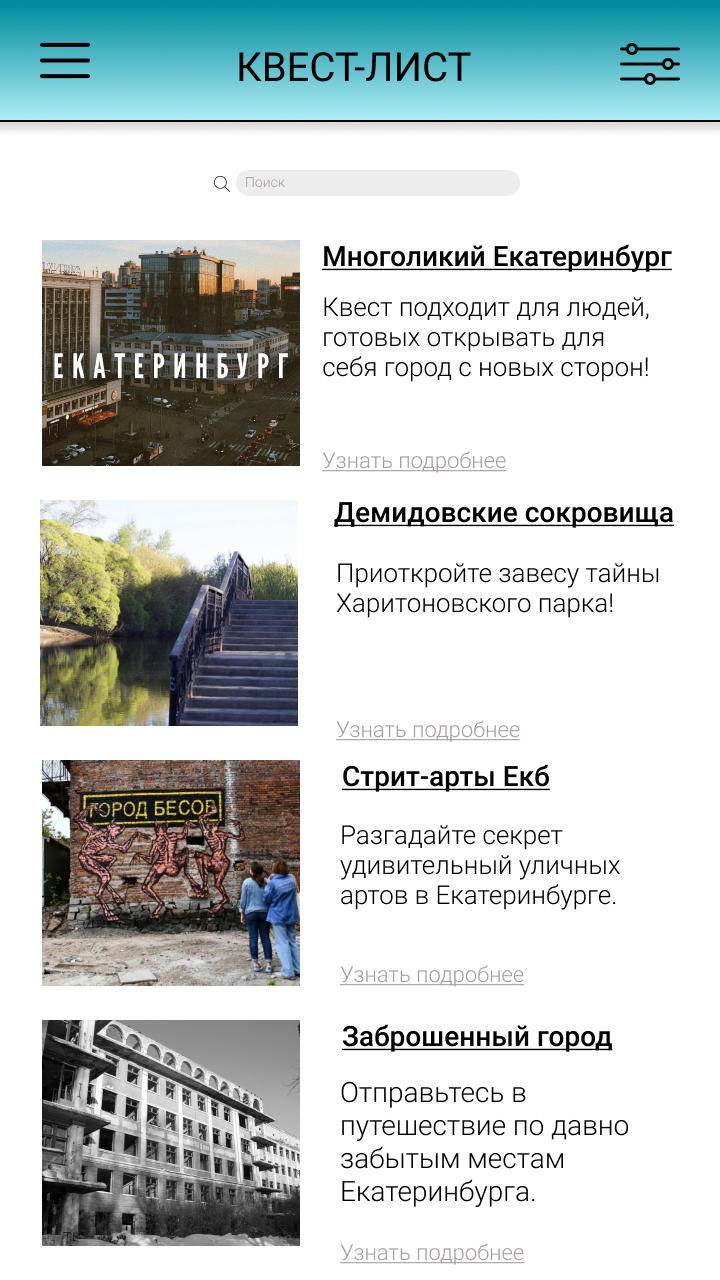 КВЕСТ-ЛИСТ
Поиск
ЕКАТЕРИНБУРГ
Многоликий Екатеринбург
Квест подходит для людей,
готовых открывать для
себя город с новых сторон!
Узнать подробнее
Демидовские сокровища
Приоткройте завесу тайны
Харитоновского парка!
Узнать подробнее
ГОРОД БЕСОВ
Стрит-арты Екб
Разгадайте секрет
удивительный уличных
артов в Екатеринбурге.
Узнать подробнее
Заброшенный город
Отправьтесь в
путешествие по давно
забытым местам
Екатеринбурга.
Узнать подробнее